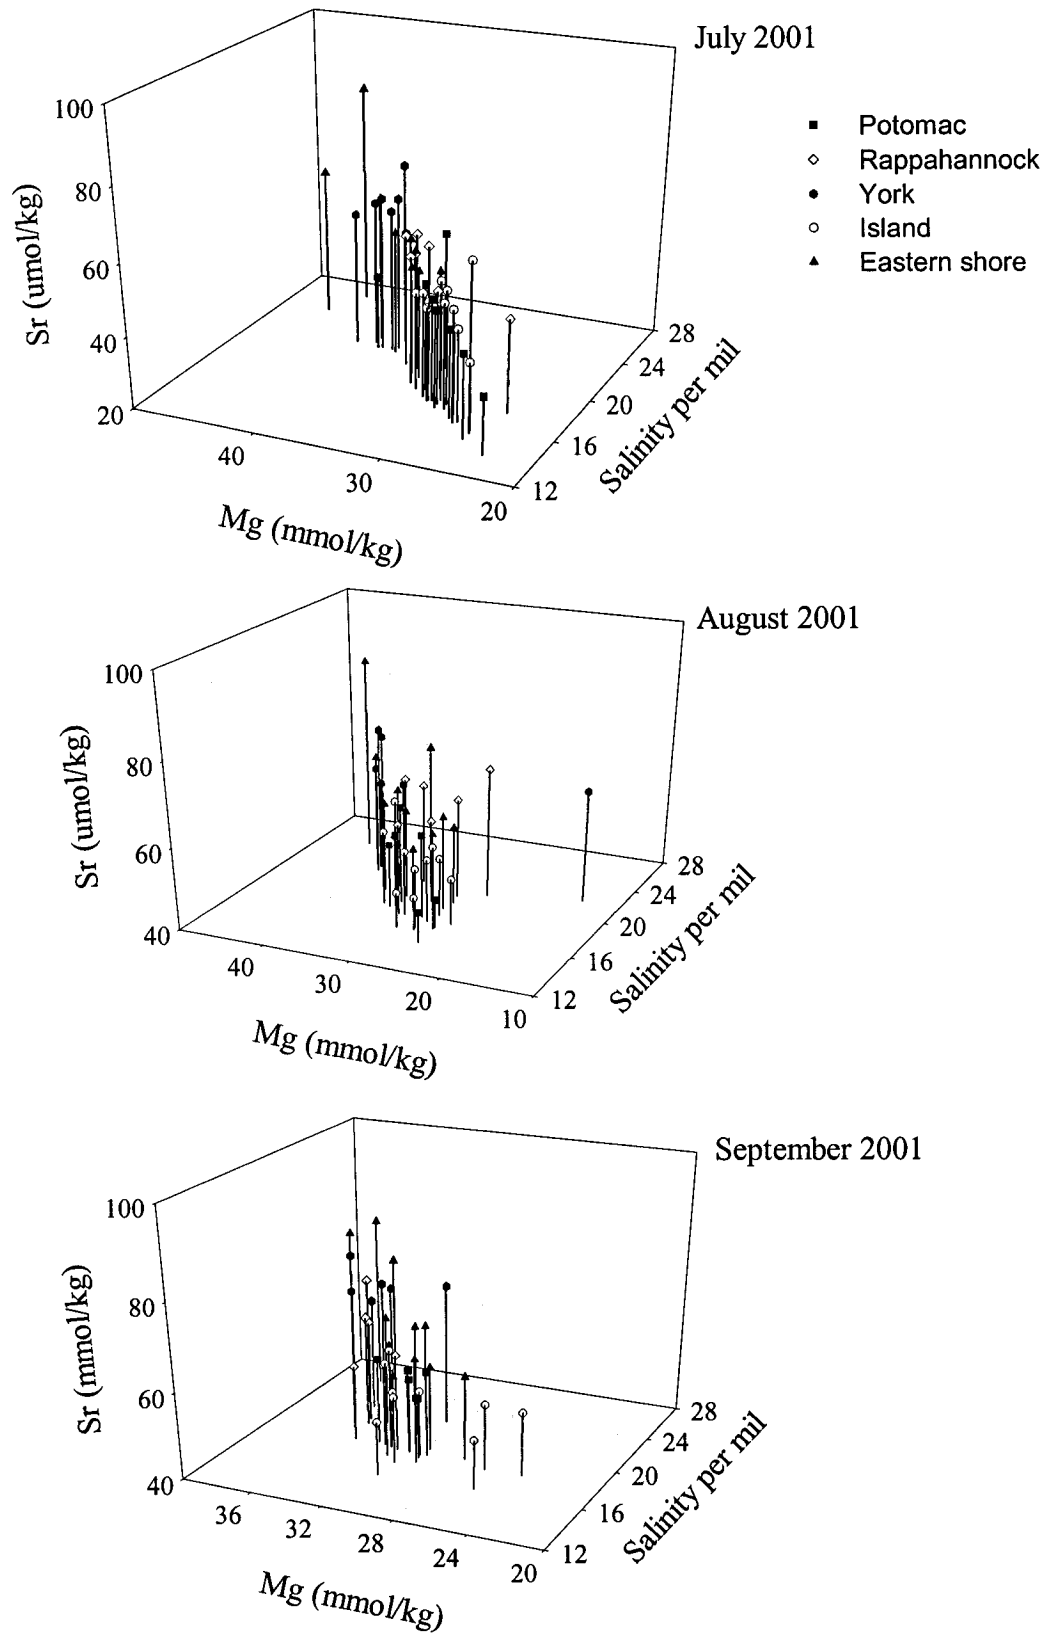 July 2001
Potomac
Rappahannock
York
Island
Eastern shore
100
80
60
40
20
Sr (umol/kg)
40
30
20
Mg (mmol/kg)
28
24
20
16
12
Salinity per mil
August 2001
100
80
60
40
Sr (umol/kg)
40
30
20
10
Mg (mmol/kg)
28
24
20
16
12
Salinity per mil
September 2001
100
80
60
40
Sr (mmol/kg)
36
32
28
24
20
Mg (mmol/kg)
28
24
20
16
12
Salinity per mil